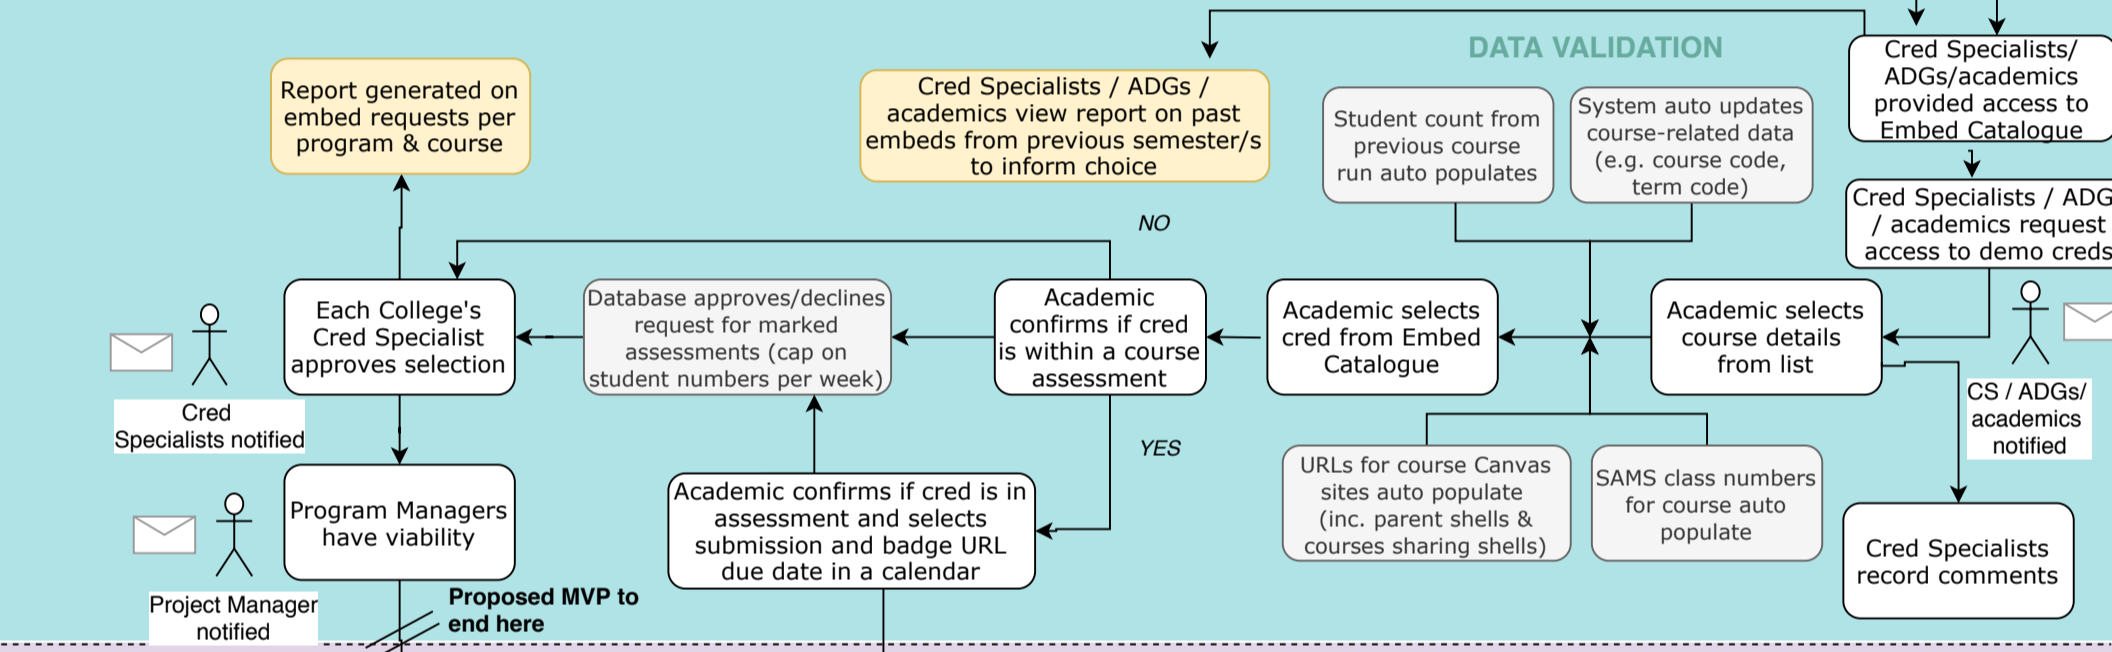 DATA VALIDATION
Cred Specialists/
ADGs/academics
provided access to
Embed Catalogue
Report generated on
embed requests per
program & course
Cred Specialists / ADGs /
academics view report on past
embeds from previous semester/s
to inform choice
Student count from
previous course
run auto populates
System auto updates
course-related data
(e.g. course code,
term code)
Cred Specialists / ADG
/ academics request
access to demo creds
NO
Each College's
Cred Specialist
approves selection
Database approves/declines
request for marked
assessments (cap on
student numbers per week)
Academic
confirms if cred
is within a course
assessment
Academic selects
cred from Embed
Catalogue
Academic selects
course details
from list
Cred
Specialists notified
CS / ADGs/
academics
notified
YES
Program Managers
have viability
Academic confirms if cred is in
assessment and selects
submission and badge URL
due date in a calendar
URLs for course Canvas
sites auto populate
(inc. parent shells &
courses sharing shells)
SAMS class numbers
for course auto
populate
Cred Specialists
record comments
Project Manager
notified
Proposed MVP to
end here